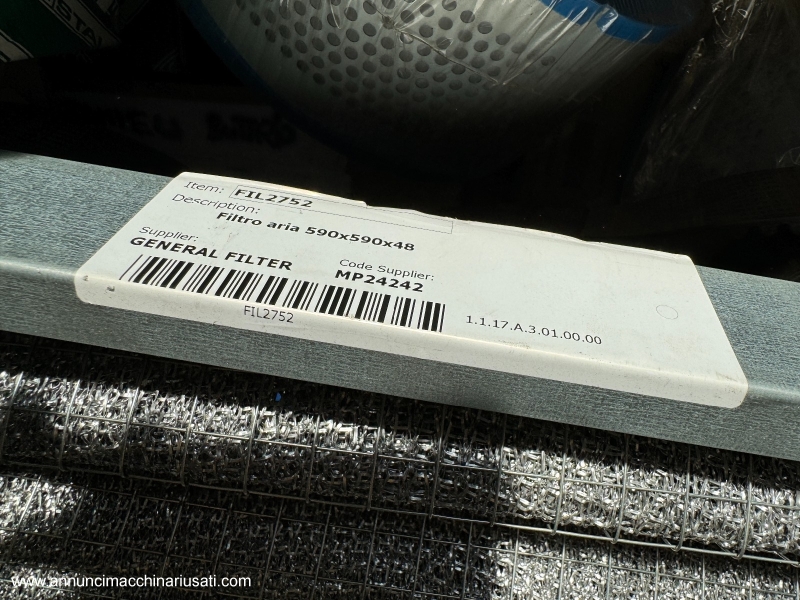 Item: FIL2752
Description:
Filtro aria 590x590x48
Supplier:
GENERAL FILTER
Code Supplier:
MP24242
FIL2752
1.1.17.A.3.01.00.00
www.annuncimacchinariusati.com